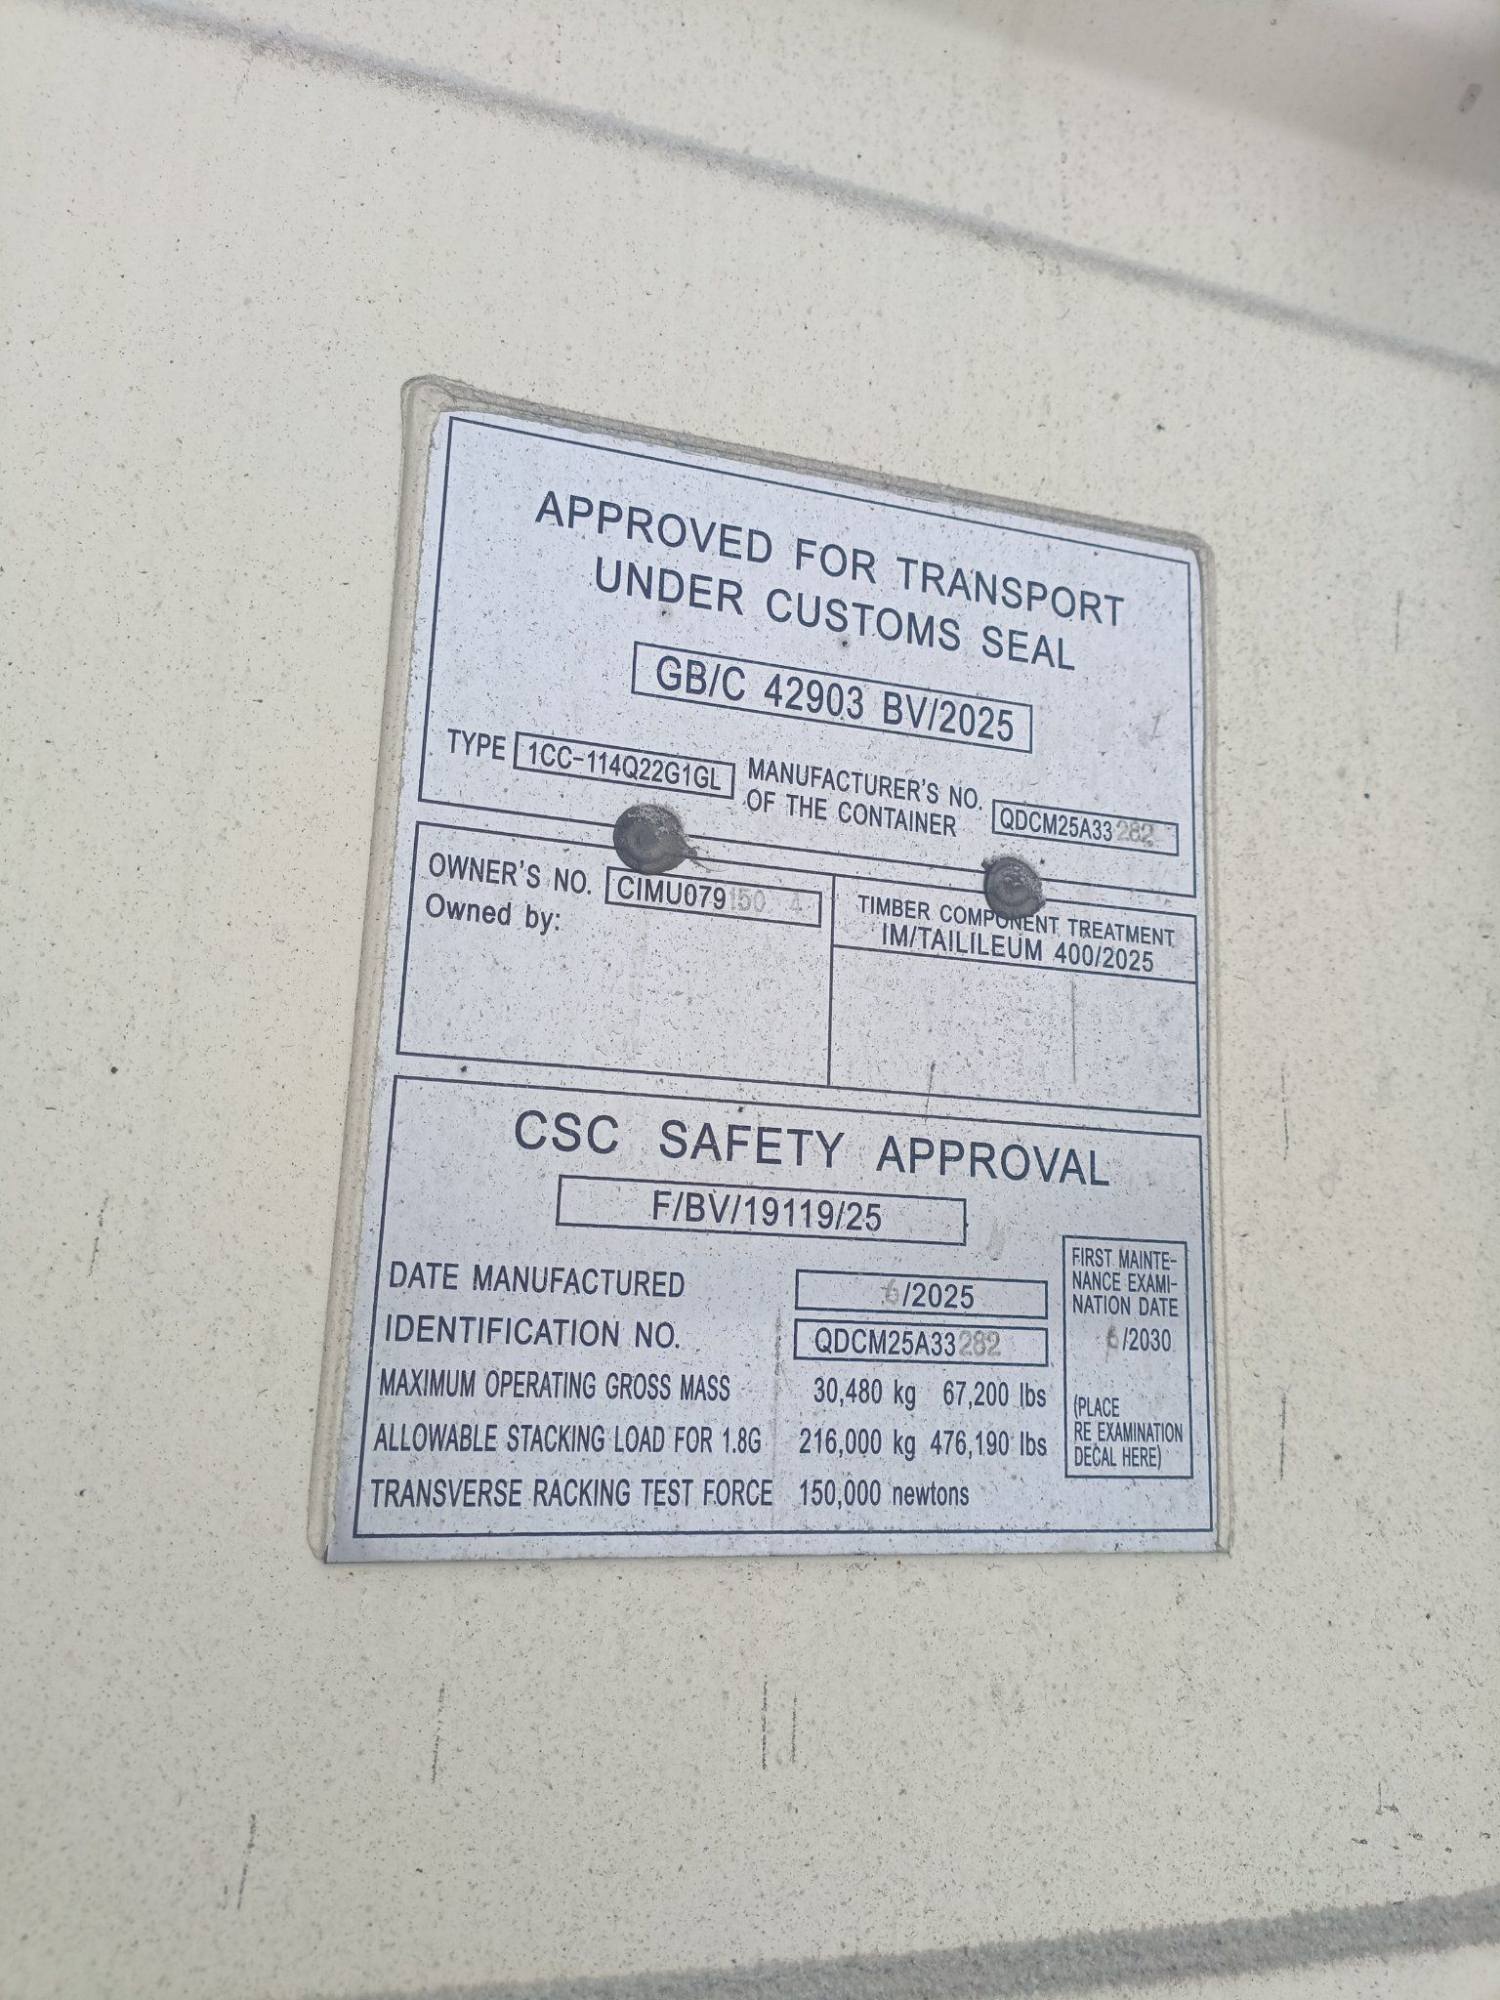 APPROVED FOR TRANSPORT
UNDER CUSTOMS SEAL
GB/C 42903 BV/2025
TYPE 1CC-114Q22G1GL MANUFACTURER'S NO.
OF THE CONTAINER QDCM25A33282
OWNER'S NO. CIMU079150 4
Owned by:
TIMBER COMPONENT TREATMENT
IM/TAILILEUM 400/2025
CSC SAFETY APPROVAL
F/BV/19119/25
DATE MANUFACTURED 6/2025
IDENTIFICATION NO. QDCM25A33282
MAXIMUM OPERATING GROSS MASS 30,480 kg 67,200 lbs
ALLOWABLE STACKING LOAD FOR 1.8G 216,000 kg 476,190 lbs
TRANSVERSE RACKING TEST FORCE 150,000 newtons
FIRST MAINTE-
NANCE EXAMI-
NATION DATE
6/2030
(PLACE
RE EXAMINATION
DECAL HERE)